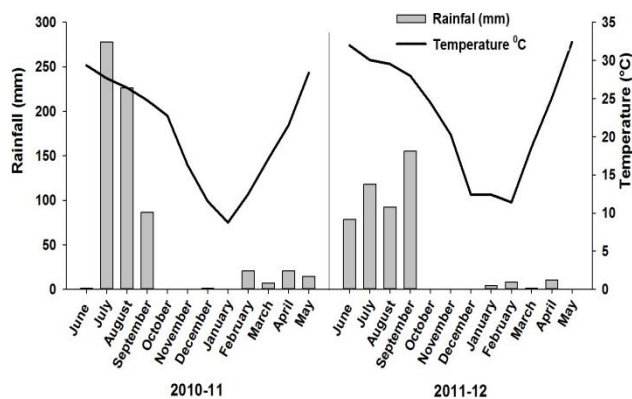 Rainfal (mm)
Temperature ⁰C
Rainfall (mm)
300
250
200
150
100
50
0
35
30
25
20
15
10
5
0
Temperature (°C)
June
July
August
September
October
November
December
January
February
March
April
May
June
July
August
September
October
November
December
January
February
March
April
May
2010-11
2011-12